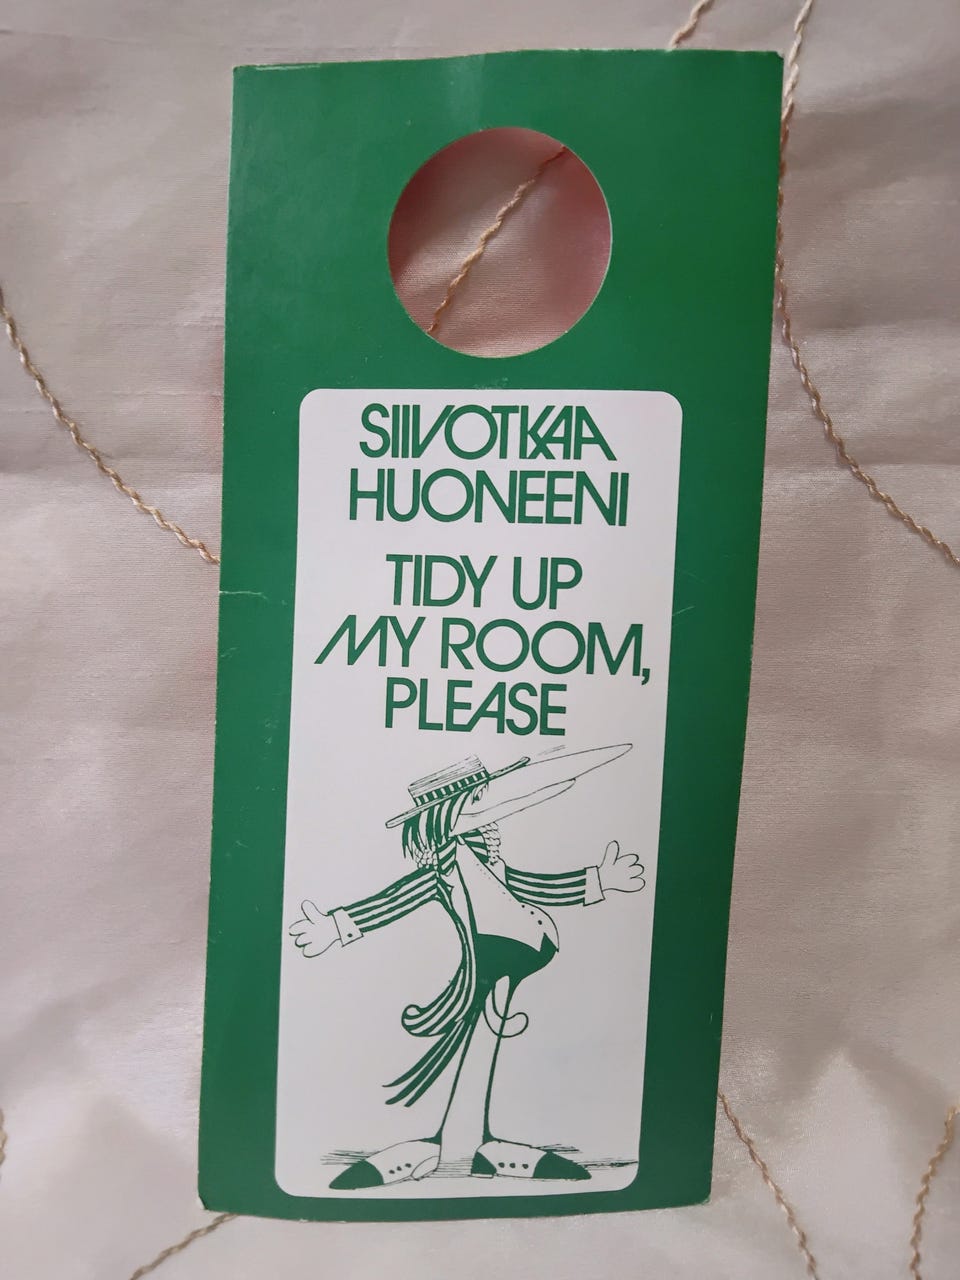 SIIVOTKAA
HUONEENI
TIDY UP
MY ROOM,
PLEASE